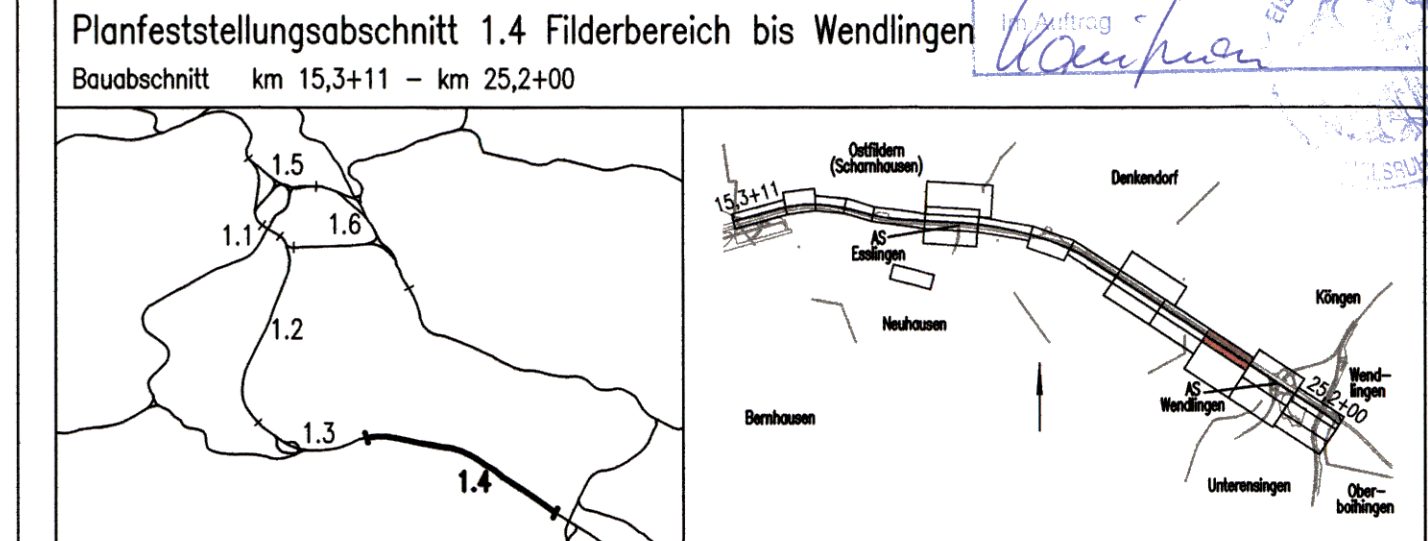 Planfeststellungsabschnitt 1.4 Filderbereich bis Wendlingen
Bauabschnitt km 15,3+11 – km 25,2+00
Im Auftrag
1.5
1.6
1.1
1.2
1.3
1.4
Ostfildern
(Scharnhausen)
Denkendorf
15,3+11
AS
Esslingen
Neuhausen
Köngen
Wend–
lingen
AS
Wendlingen
25,2+00
Bernhausen
Unterensingen
Ober–
boihingen